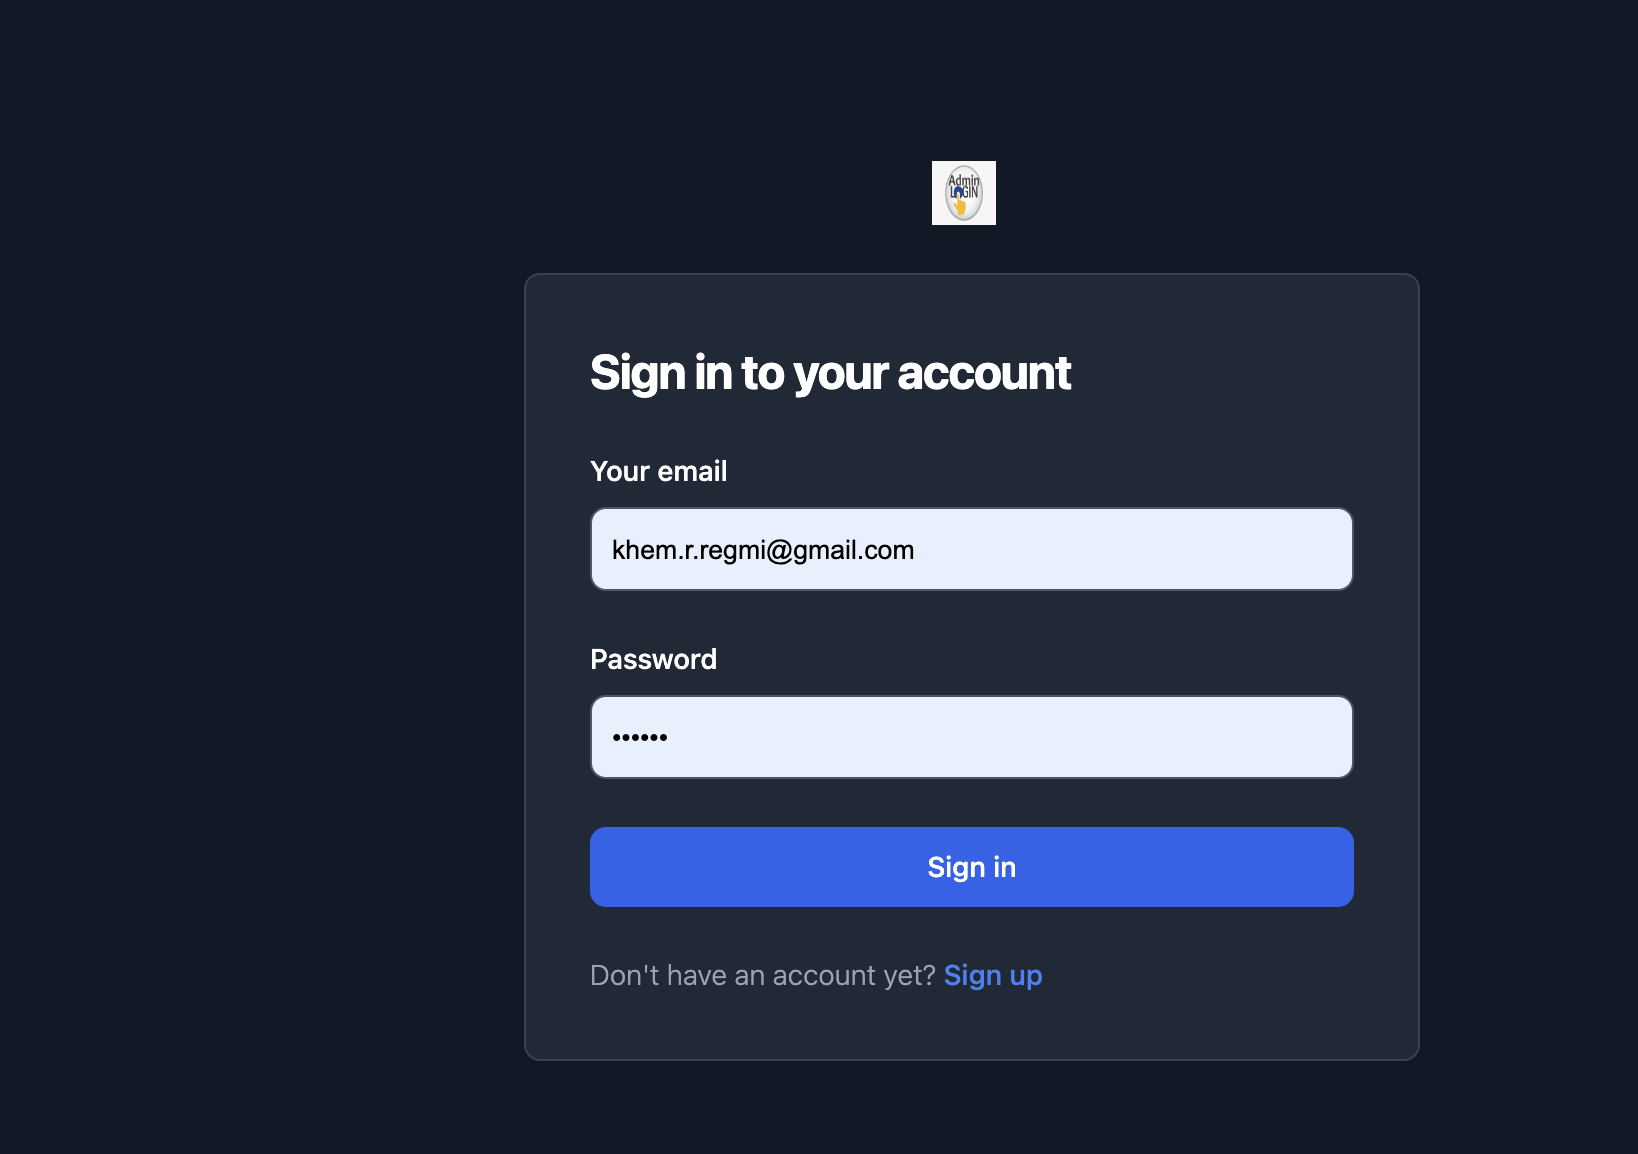 Admin
LOGIN
Sign in to your account
Your email
khem.r.regmi@gmail.com
Password
••••••
Sign in
Don't have an account yet? Sign up